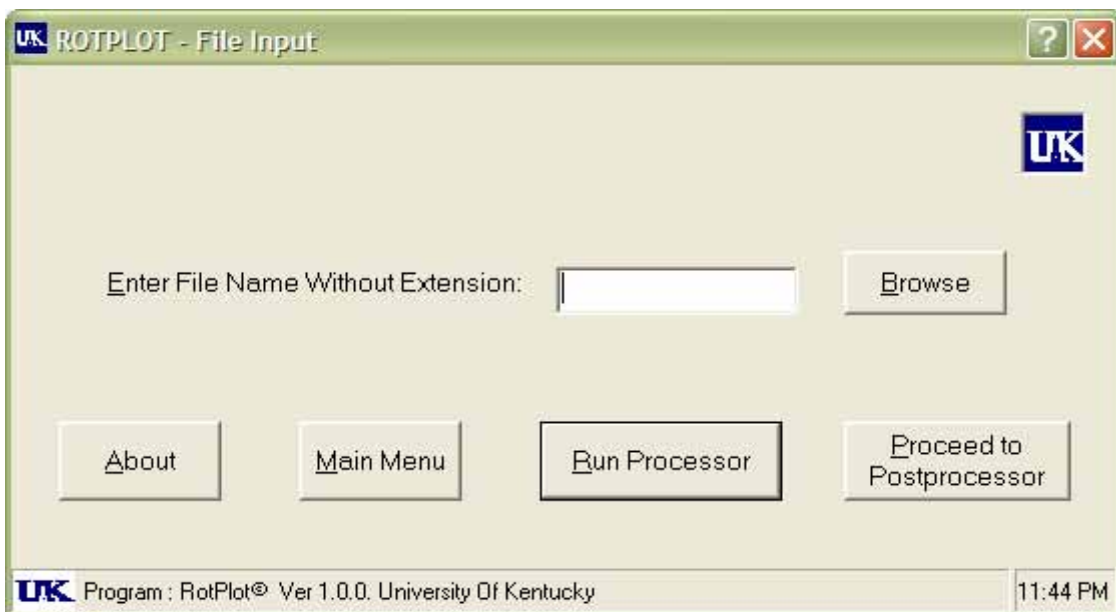 UK ROTPLOT - File Input ?
UK
Enter File Name Without Extension: Browse
About Main Menu Run Processor Proceed to
Postprocessor
UK Program : RotPlot© Ver 1.0.0. University Of Kentucky 11:44 PM